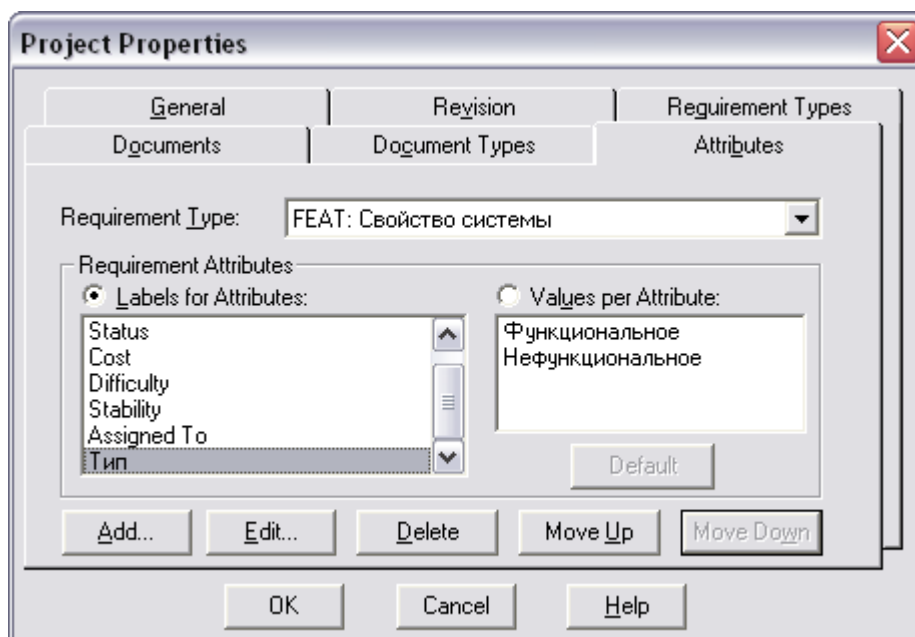 Project Properties
General Revision Requirement Types
Documents Document Types Attributes
Requirement Type: FEAT: Свойство системы
Requirement Attributes
Labels for Attributes: Values per Attribute:
Status Функциональное
Cost Нефункциональное
Difficulty
Stability
Assigned To
Тип
Default
Add... Edit... Delete Move Up Move Down
OK Cancel Help